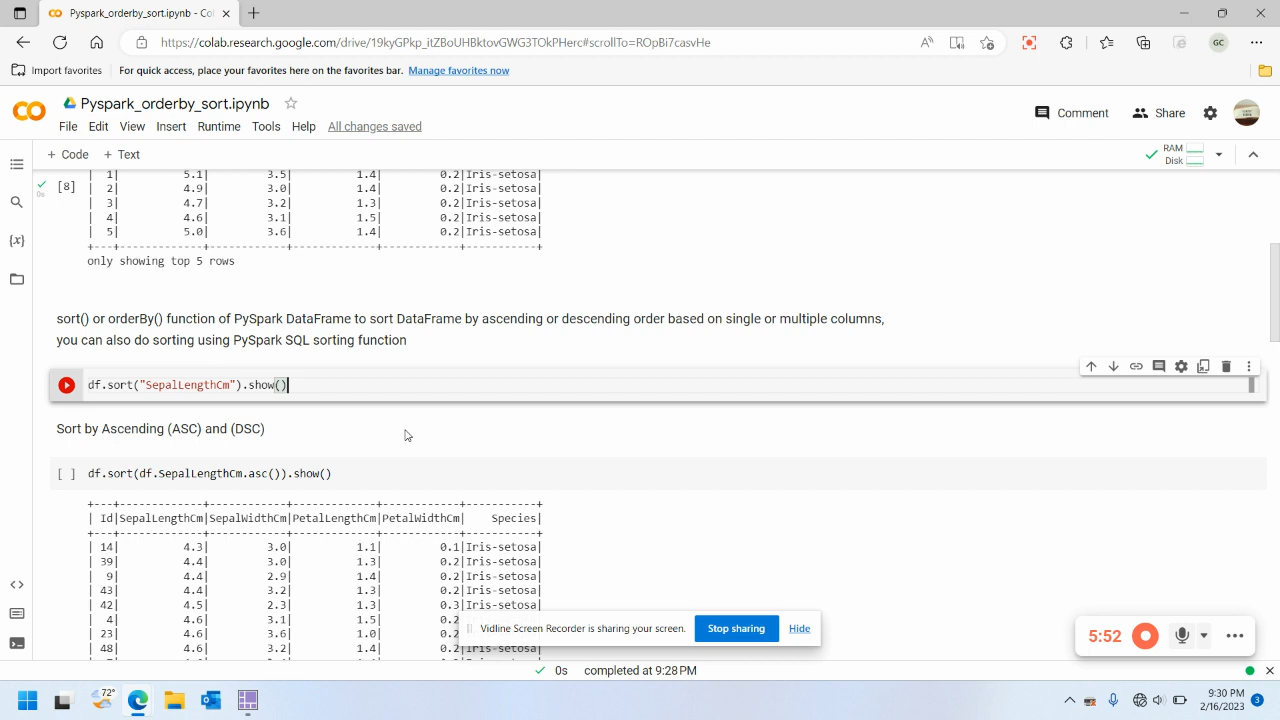 Pyspark_orderby_sort.ipynb - Col
https://colab.research.google.com/drive/19kyGPkp_itZBoUHBktovGWG3TOkPHerc#scrollTo=ROpBi7casvHe
GC
Import favorites For quick access, place your favorites here on the favorites bar. Manage favorites now
Pyspark_orderby_sort.ipynb
Comment Share
File Edit View Insert Runtime Tools Help All changes saved
+ Code + Text
RAM
Disk
| 1| 5.1| 3.5| 1.4| 0.2|Iris-setosa|
[8]
0s
| 2| 4.9| 3.0| 1.4| 0.2|Iris-setosa|
| 3| 4.7| 3.2| 1.3| 0.2|Iris-setosa|
| 4| 4.6| 3.1| 1.5| 0.2|Iris-setosa|
| 5| 5.0| 3.6| 1.4| 0.2|Iris-setosa|
+---+-------------+------------+-------------+------------+-----------+
only showing top 5 rows
sort() or orderBy() function of PySpark DataFrame to sort DataFrame by ascending or descending order based on single or multiple columns,
you can also do sorting using PySpark SQL sorting function
df.sort("SepalLengthCm").show()
Sort by Ascending (ASC) and (DSC)
[ ] df.sort(df.SepalLengthCm.asc()).show()
+---+-------------+------------+-------------+------------+-----------+
| Id|SepalLengthCm|SepalWidthCm|PetalLengthCm|PetalWidthCm| Species|
+---+-------------+------------+-------------+------------+-----------+
| 14| 4.3| 3.0| 1.1| 0.1|Iris-setosa|
| 39| 4.4| 3.0| 1.3| 0.2|Iris-setosa|
| 9| 4.4| 2.9| 1.4| 0.2|Iris-setosa|
| 43| 4.4| 3.2| 1.3| 0.2|Iris-setosa|
| 42| 4.5| 2.3| 1.3| 0.3|Iris-setosa|
| 4| 4.6| 3.1| 1.5| 0.2
| 23| 4.6| 3.6| 1.0| 0.2
| 48| 4.6| 3.2| 1.4| 0.2|Iris-setosa|
Vidline Screen Recorder is sharing your screen. Stop sharing Hide
5:52
0s completed at 9:28 PM
72°
9:30 PM
2/16/2023
3